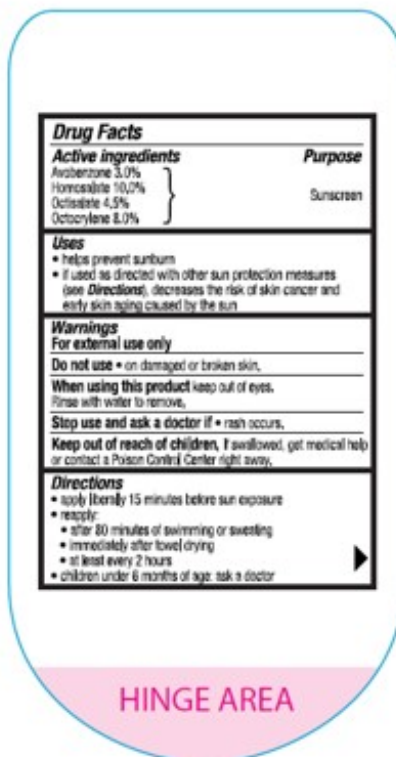 Drug Facts
Active ingredients Purpose
Avobenzone 3.0%
Homosalate 10.0%
Octisalate 4.5%
Octocrylene 8.0%
Sunscreen
Uses
• helps prevent sunburn
• if used as directed with other sun protection measures
(see Directions), decreases the risk of skin cancer and
early skin aging caused by the sun
Warnings
For external use only
Do not use • on damaged or broken skin.
When using this product keep out of eyes.
Rinse with water to remove.
Stop use and ask a doctor if • rash occurs.
Keep out of reach of children. If swallowed, get medical help
or contact a Poison Control Center right away.
Directions
• apply liberally 15 minutes before sun exposure
• reapply:
• after 80 minutes of swimming or sweating
• immediately after towel drying
• at least every 2 hours
• children under 6 months of age: ask a doctor
HINGE AREA